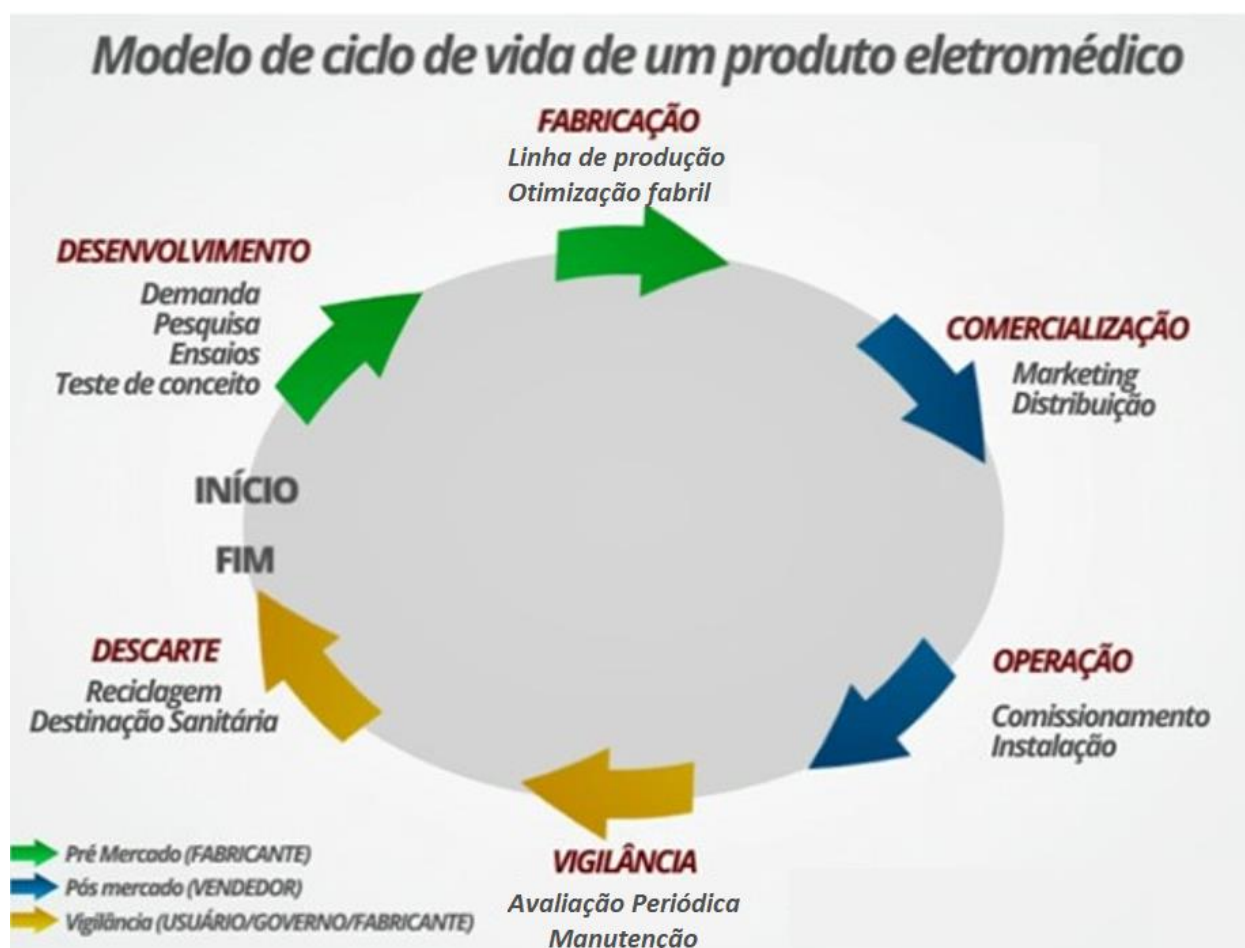 Modelo de ciclo de vida de um produto eletromédico
FABRICAÇÃO
Linha de produção
Otimização fabril
DESENVOLVIMENTO
Demanda
Pesquisa
Ensaios
Teste de conceito
COMERCIALIZAÇÃO
Marketing
Distribuição
INÍCIO
FIM
DESCARTE
Reciclagem
Destinação Sanitária
OPERAÇÃO
Comissionamento
Instalação
VIGILÂNCIA
Avaliação Periódica
Manutenção
Pré Mercado (FABRICANTE)
Pós mercado (VENDEDOR)
Vigilância (USUÁRIO/GOVERNO/FABRICANTE)